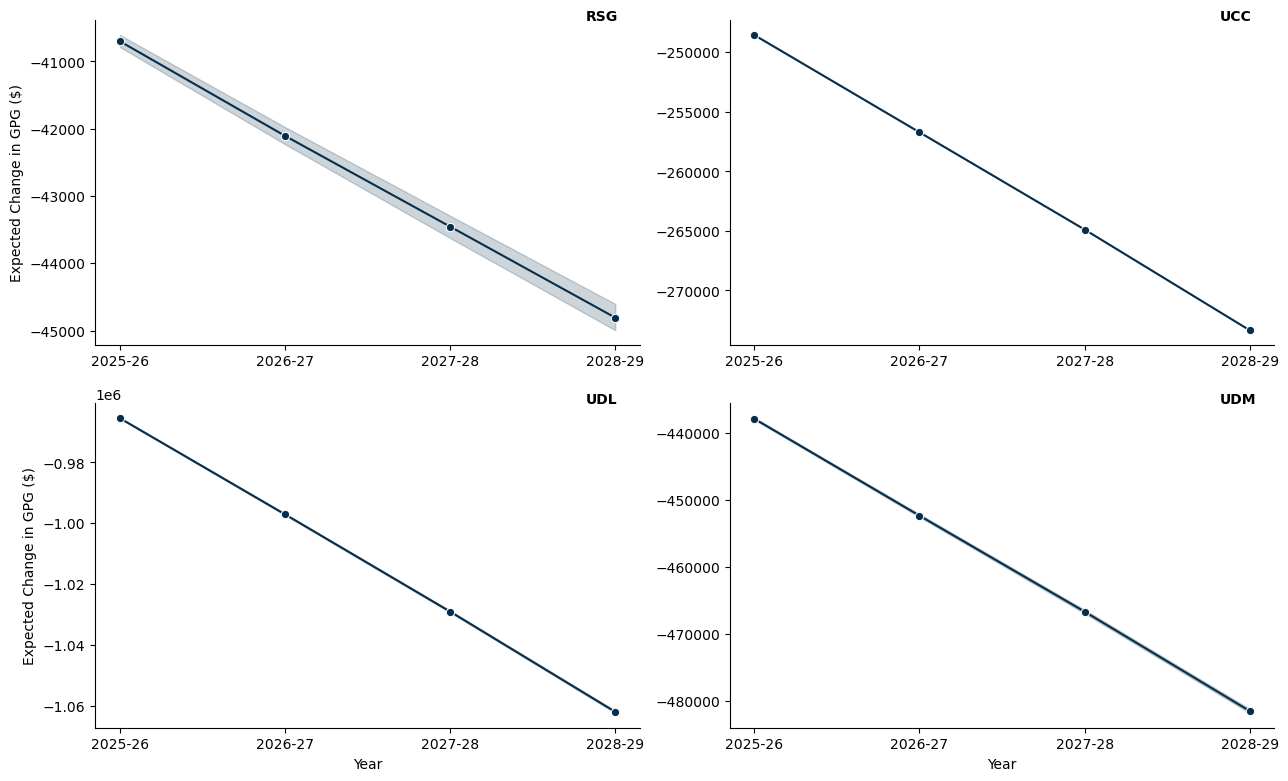 RSG
Expected Change in GPG ($)
−41000
−42000
−43000
−44000
−45000
2025-26 2026-27 2027-28 2028-29
UCC
−250000
−255000
−260000
−265000
−270000
2025-26 2026-27 2027-28 2028-29
UDL
1e6
Expected Change in GPG ($)
−0.98
−1.00
−1.02
−1.04
−1.06
2025-26 2026-27 2027-28 2028-29
Year
UDM
−440000
−450000
−460000
−470000
−480000
2025-26 2026-27 2027-28 2028-29
Year